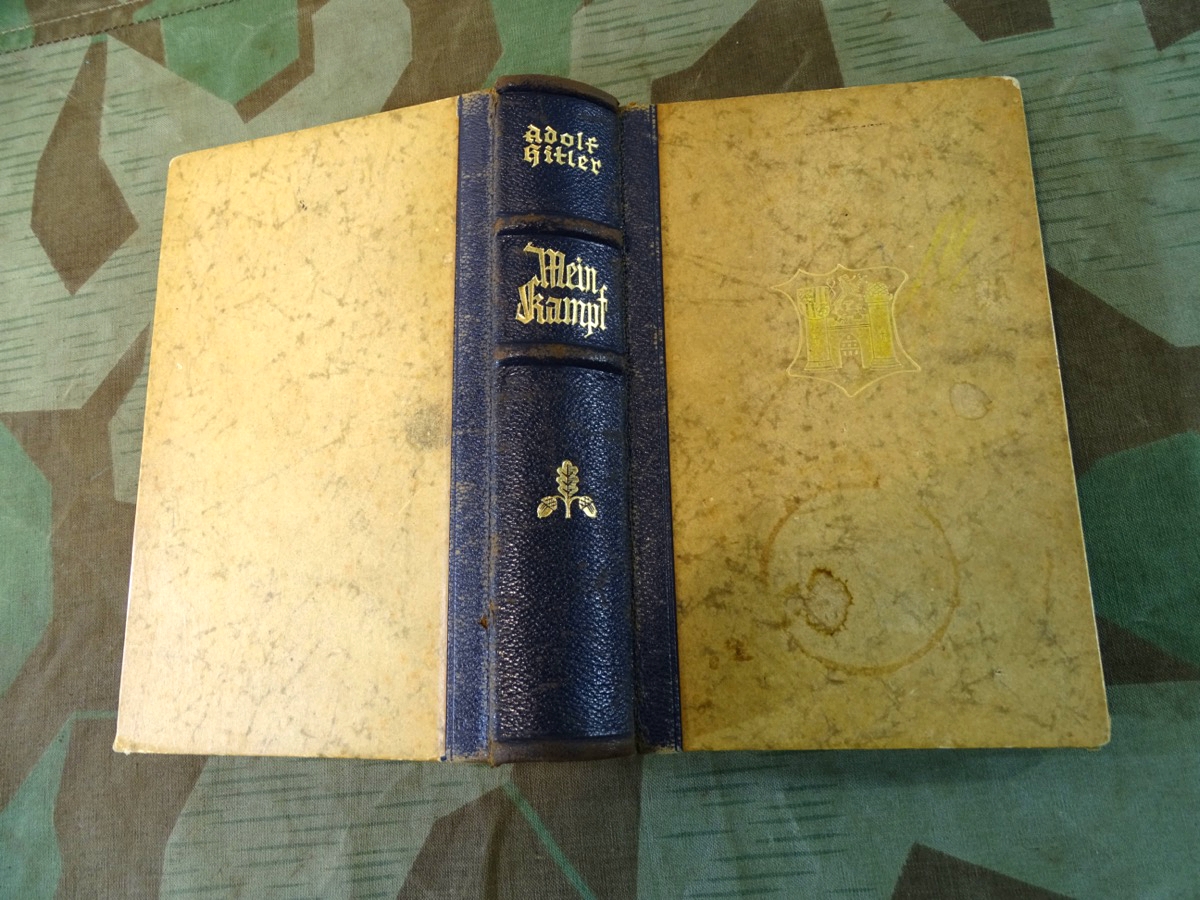 Adolf
Hitler
Mein
Kampf